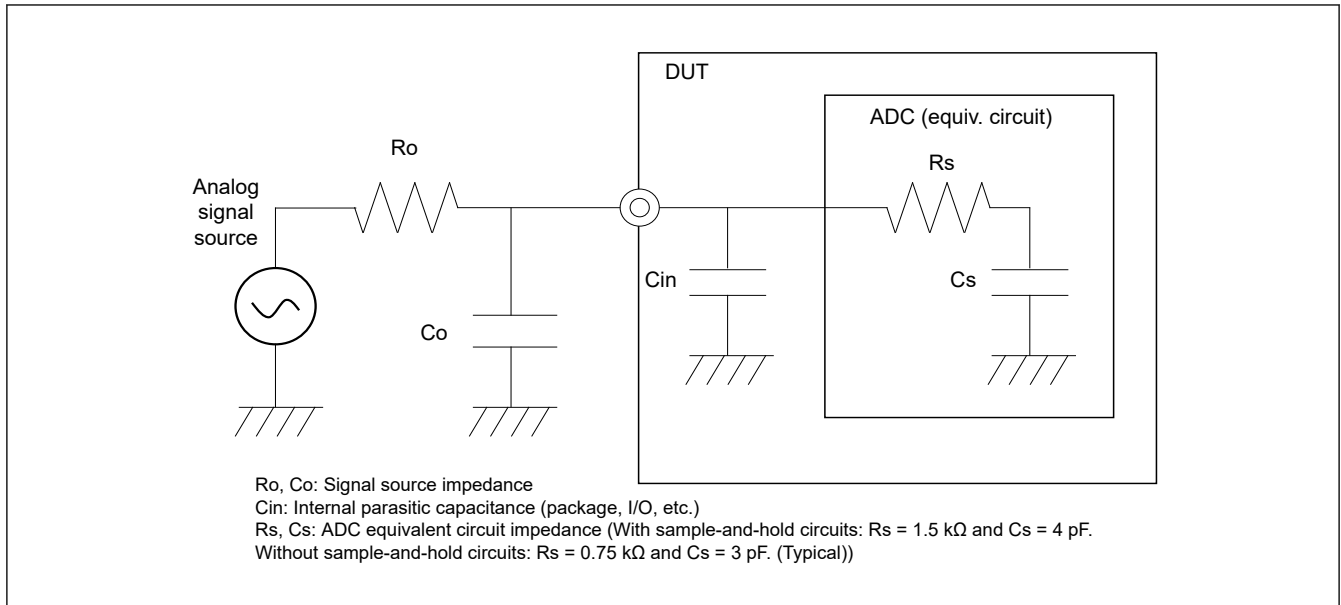 DUT
ADC (equiv. circuit)
Ro
Rs
Analog
signal
source
Cin
Cs
Co
Ro, Co: Signal source impedance
Cin: Internal parasitic capacitance (package, I/O, etc.)
Rs, Cs: ADC equivalent circuit impedance (With sample-and-hold circuits: Rs = 1.5 kΩ and Cs = 4 pF.
Without sample-and-hold circuits: Rs = 0.75 kΩ and Cs = 3 pF. (Typical))